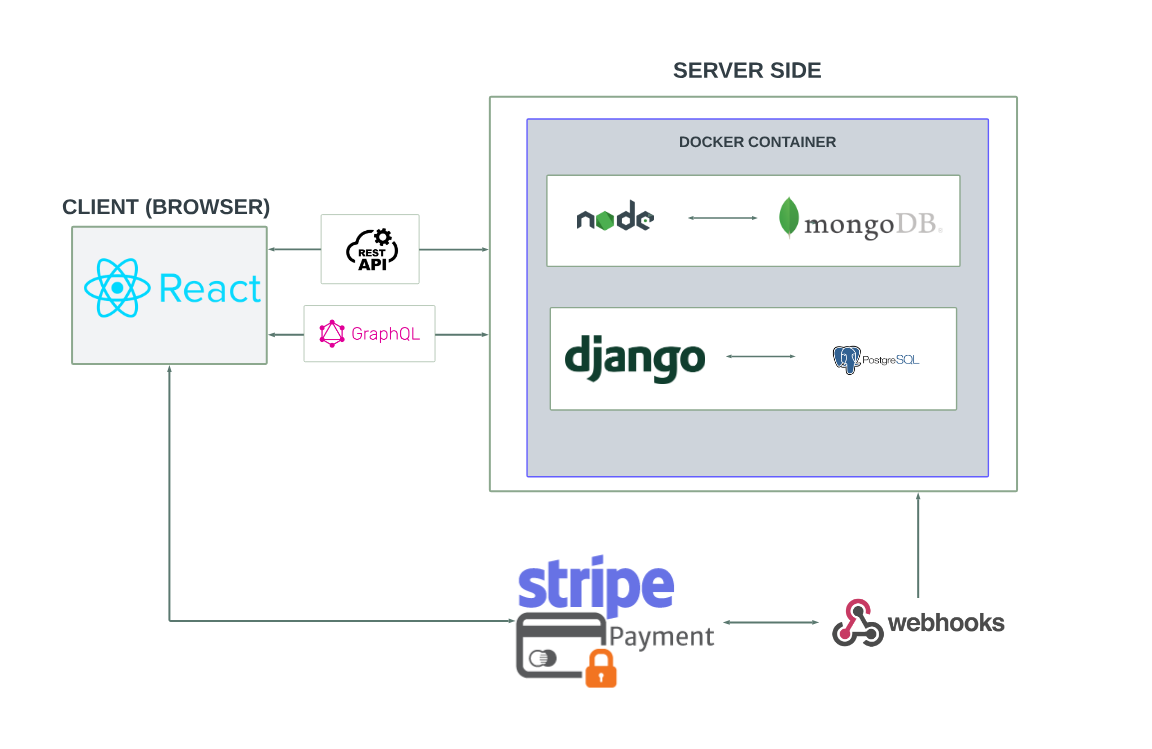 SERVER SIDE
DOCKER CONTAINER
CLIENT (BROWSER)
node
mongoDB®
REST
API
React
GraphQL
django
PostgreSQL
stripe
Payment
webhooks